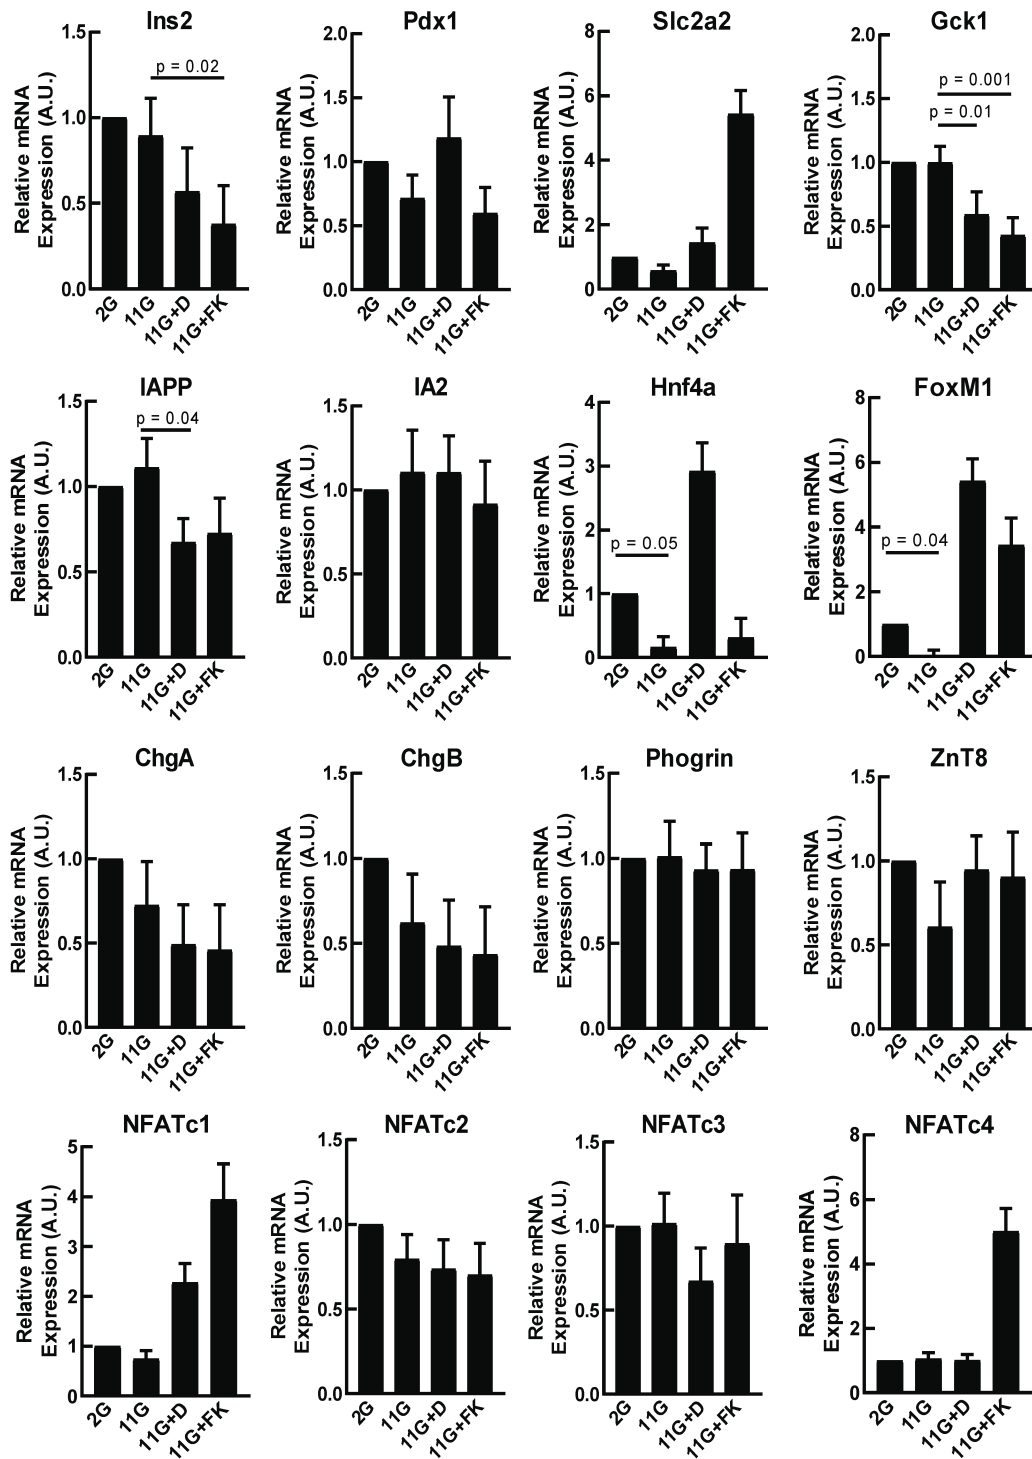 Ins2
Relative mRNA
Expression (A.U.)
1.5
1.0
0.5
0.0
p = 0.02
2G
11G
11G+D
11G+FK
Pdx1
Relative mRNA
Expression (A.U.)
2.0
1.5
1.0
0.5
0.0
2G
11G
11G+D
11G+FK
Slc2a2
Relative mRNA
Expression (A.U.)
8
6
4
2
0
2G
11G
11G+D
11G+FK
Gck1
Relative mRNA
Expression (A.U.)
2.0
1.5
1.0
0.5
0.0
p = 0.001
p = 0.01
2G
11G
11G+D
11G+FK
IAPP
Relative mRNA
Expression (A.U.)
1.5
1.0
0.5
0.0
p = 0.04
2G
11G
11G+D
11G+FK
IA2
Relative mRNA
Expression (A.U.)
1.5
1.0
0.5
0.0
2G
11G
11G+D
11G+FK
Hnf4a
Relative mRNA
Expression (A.U.)
4
3
2
1
0
p = 0.05
2G
11G
11G+D
11G+FK
FoxM1
Relative mRNA
Expression (A.U.)
8
6
4
2
0
p = 0.04
2G
11G
11G+D
11G+FK
ChgA
Relative mRNA
Expression (A.U.)
1.5
1.0
0.5
0.0
2G
11G
11G+D
11G+FK
ChgB
Relative mRNA
Expression (A.U.)
1.5
1.0
0.5
0.0
2G
11G
11G+D
11G+FK
Phogrin
Relative mRNA
Expression (A.U.)
1.5
1.0
0.5
0.0
2G
11G
11G+D
11G+FK
ZnT8
Relative mRNA
Expression (A.U.)
1.5
1.0
0.5
0.0
2G
11G
11G+D
11G+FK
NFATc1
Relative mRNA
Expression (A.U.)
5
4
3
2
1
0
2G
11G
11G+D
11G+FK
NFATc2
Relative mRNA
Expression (A.U.)
1.5
1.0
0.5
0.0
2G
11G
11G+D
11G+FK
NFATc3
Relative mRNA
Expression (A.U.)
1.5
1.0
0.5
0.0
2G
11G
11G+D
11G+FK
NFATc4
Relative mRNA
Expression (A.U.)
8
6
4
2
0
2G
11G
11G+D
11G+FK